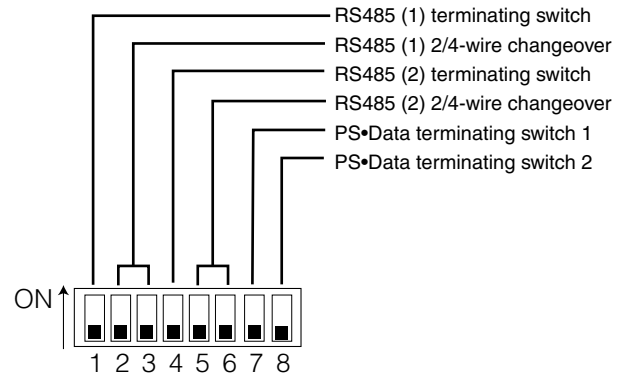 RS485 (1) terminating switch
RS485 (1) 2/4-wire changeover
RS485 (2) terminating switch
RS485 (2) 2/4-wire changeover
PS•Data terminating switch 1
PS•Data terminating switch 2
ON
1 2 3 4 5 6 7 8